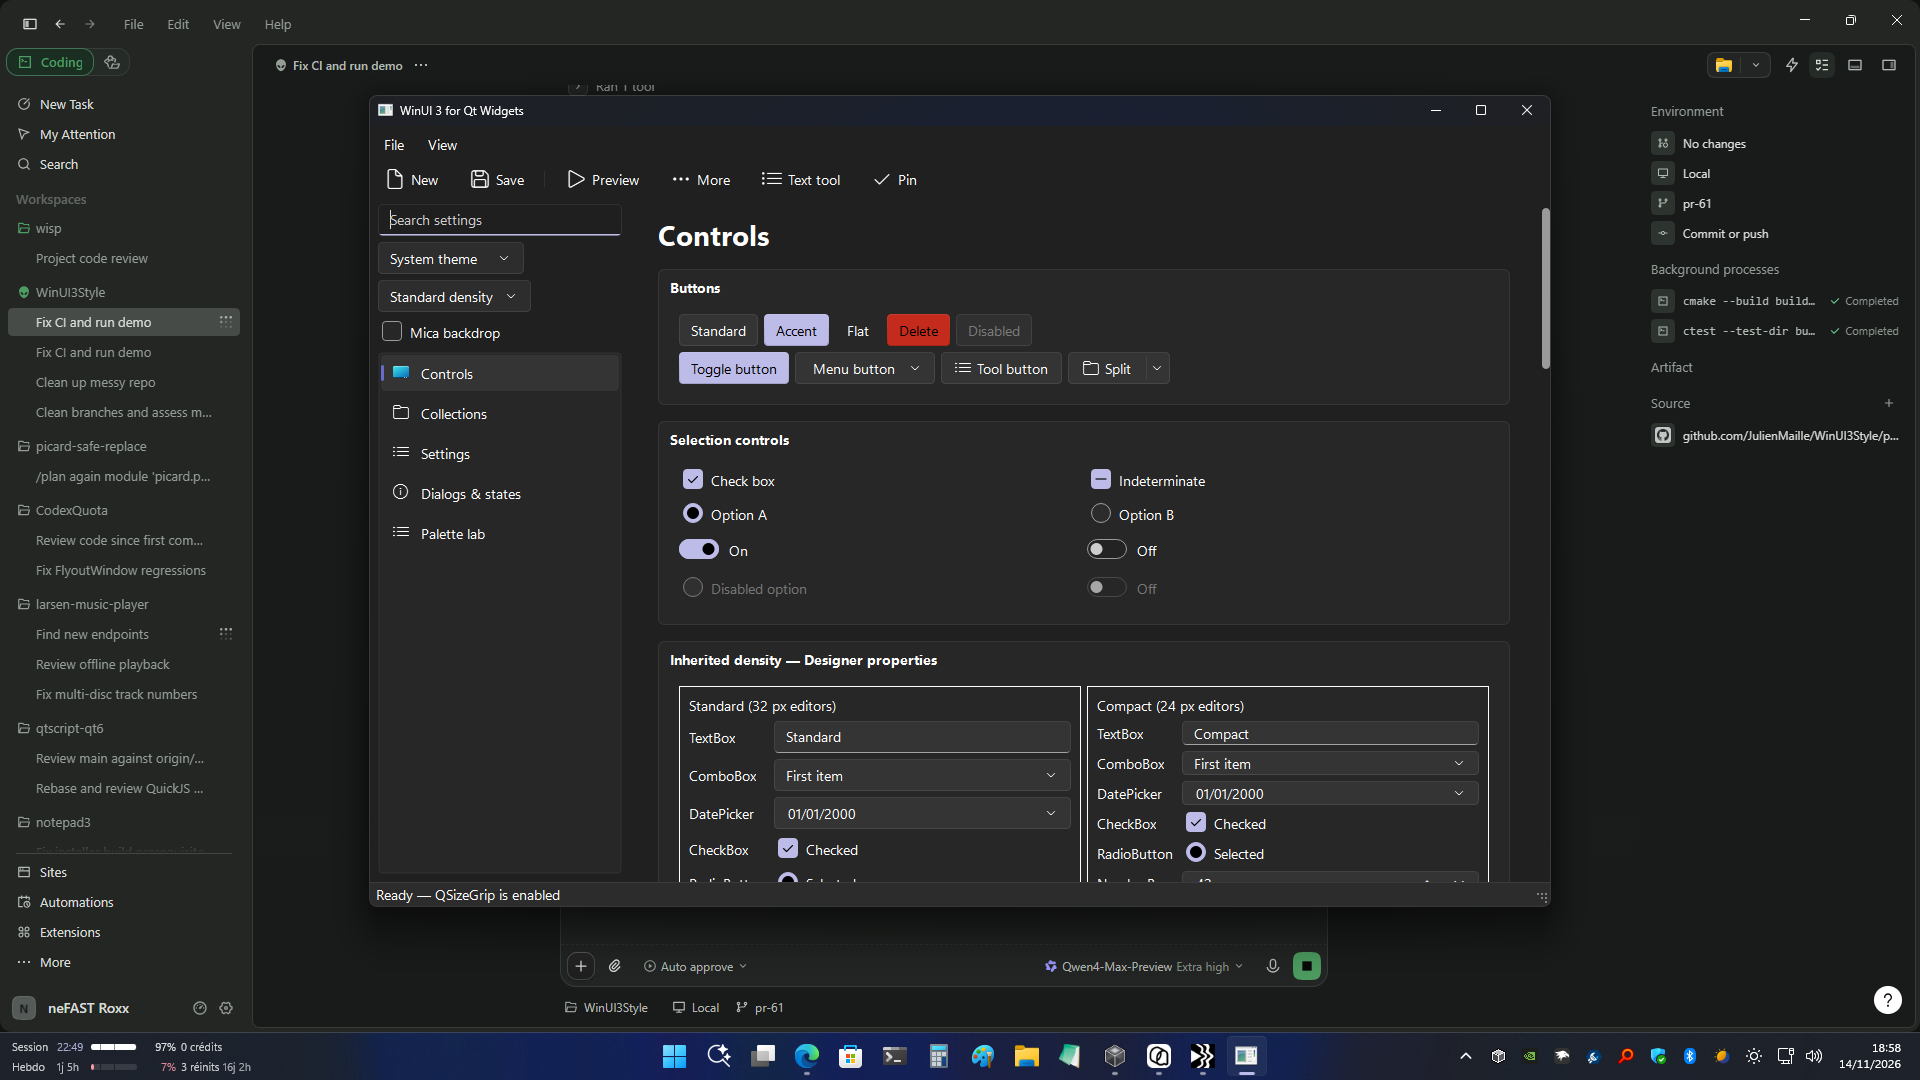 File Edit View Help
Coding
New Task
My Attention
Search
Workspaces
wisp
Project code review
WinUI3Style
Fix CI and run demo
Fix CI and run demo
Clean up messy repo
Clean branches and assess m...
picard-safe-replace
/plan again module 'picard.p...
CodexQuota
Review code since first com...
Fix FlyoutWindow regressions
larsen-music-player
Find new endpoints
Review offline playback
Fix multi-disc track numbers
qtscript-qt6
Review main against origin/...
Rebase and review QuickJS ...
notepad3
Sites
Automations
Extensions
More
N neFAST Roxx
Fix CI and run demo
Ran 1 tool
WinUI 3 for Qt Widgets
File View
New Save Preview More Text tool Pin
Search settings
System theme
Standard density
Mica backdrop
Controls
Collections
Settings
Dialogs & states
Palette lab
Controls
Buttons
Standard Accent Flat Delete Disabled
Toggle button Menu button Tool button Split
Selection controls
Check box Indeterminate
Option A Option B
On Off
Disabled option Off
Inherited density — Designer properties
Standard (32 px editors)
TextBox Standard
ComboBox First item
DatePicker 01/01/2000
CheckBox Checked
Compact (24 px editors)
TextBox Compact
ComboBox First item
DatePicker 01/01/2000
CheckBox Checked
RadioButton Selected
Ready — QSizeGrip is enabled
Auto approve Qwen4-Max-Preview Extra high
WinUI3Style Local pr-61
Environment
No changes
Local
pr-61
Commit or push
Background processes
cmake --build build... Completed
ctest --test-dir bu... Completed
Artifact
Source
github.com/JulienMaille/WinUI3Style/p...
?
Session 22:49 97% 0 crédits
Hebdo 1j 5h 7% 3 réinits 16j 2h
18:58
14/11/2026